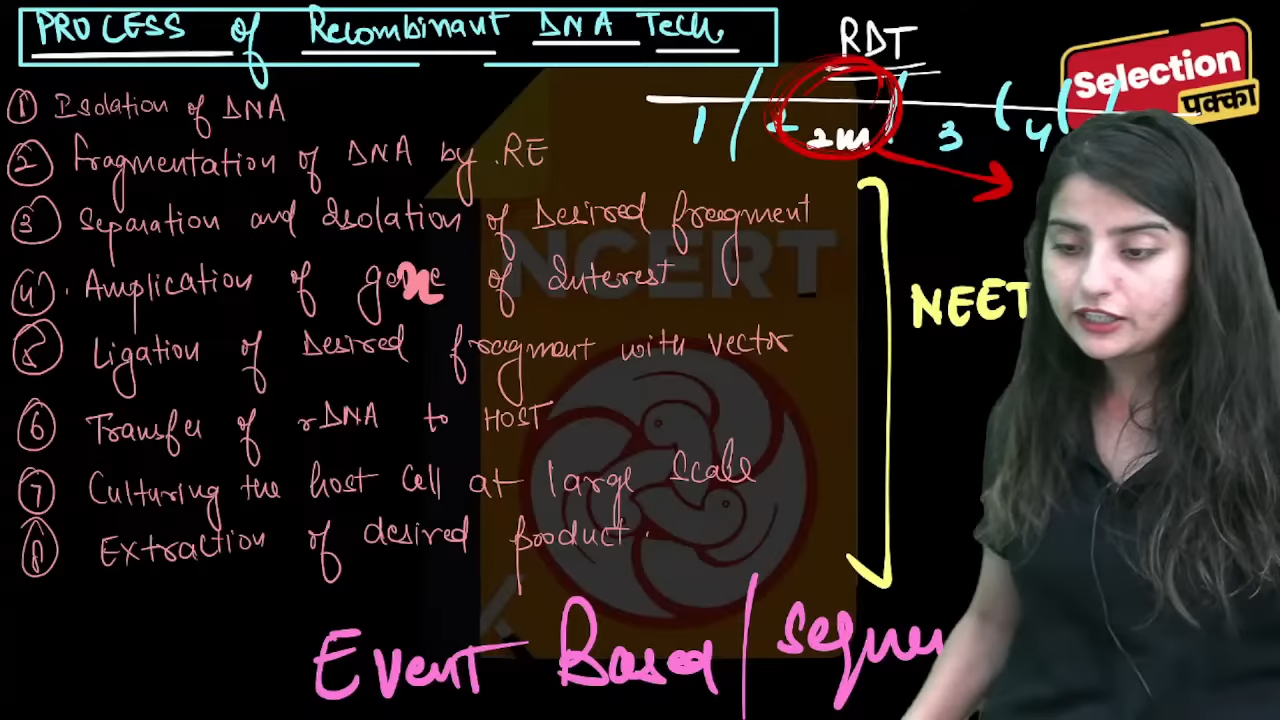 PROCESS of Recombinant DNA Tech.
RDT
Selection
पक्का
1 2m 3 4
① Isolation of DNA
② Fragmentation of DNA by RE
③ Separation and Isolation of Desired fragment
④ Amplication of gene of Interest
⑤ Ligation of Desired fragment with vector
⑥ Transfer of rDNA to HOST
⑦ Culturing the host cell at large scale
⑧ Extraction of desired product.
NCERT
NEET
Event Based / Seque